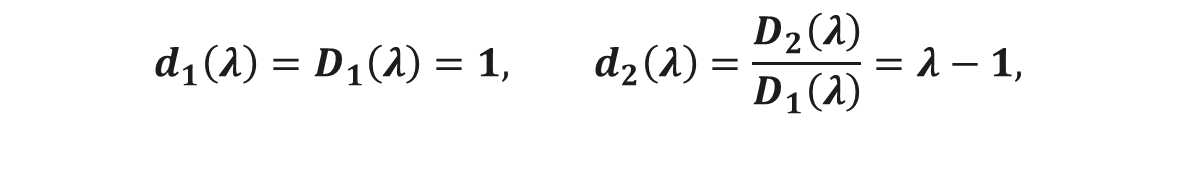 d₁(λ) = D₁(λ) = 1, d₂(λ) = D₂(λ)/D₁(λ) = λ − 1,